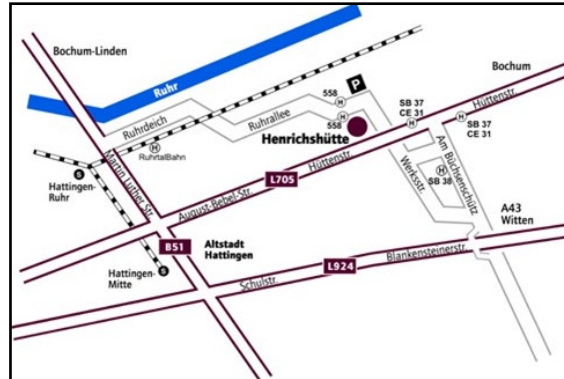 Bochum-Linden
Ruhr
P
Bochum
558
H
SB 37
CE 31
H
Hüttenstr.
H
SB 37
CE 31
Ruhrdeich
Ruhrallee
558
H
Henrichshütte
H
RuhrtalBahn
Am Büchsenschütz
H
SB 38
Werksstr.
S
Hattingen-
Ruhr
Martin Luther Str.
Hüttenstr.
L705
August-Bebel-Str.
A43
Witten
B51
Altstadt
Hattingen
Blankensteinerstr.
L924
Hattingen-
Mitte
S
Schulstr.